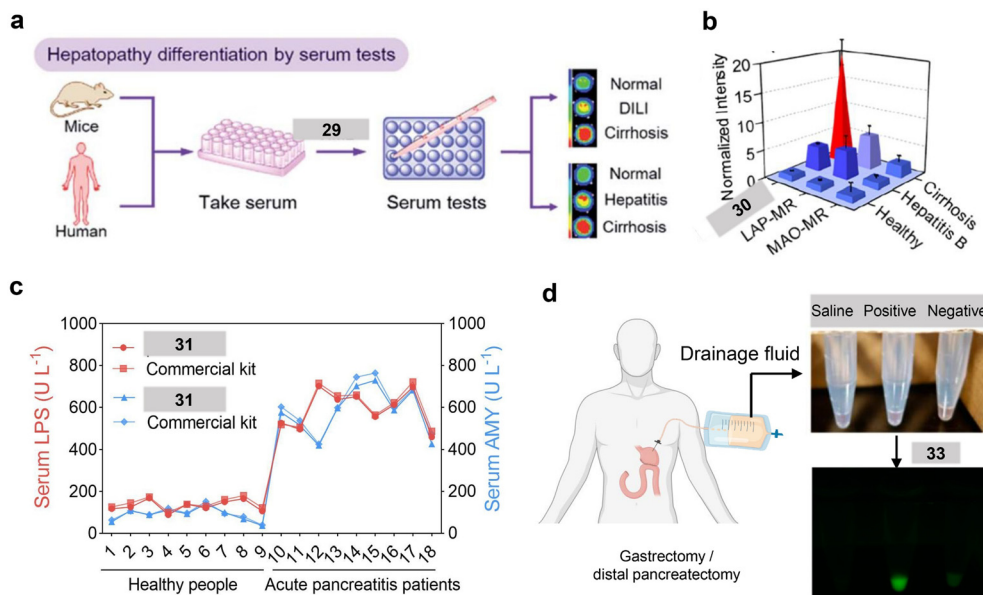 a
Hepatopathy differentiation by serum tests
Mice
Human
29
Take serum
Serum tests
Normal
DILI
Cirrhosis
Normal
Hepatitis
Cirrhosis
b
Normalized Intensity
20
15
10
5
0
30
LAP-MR
MAO-MR
Healthy
Hepatitis B
Cirrhosis
c
Serum LPS (U L⁻¹)
1000
800
600
400
200
0
31
Commercial kit
31
Commercial kit
1000
800
600
400
200
0
Serum AMY (U L⁻¹)
1 2 3 4 5 6 7 8 9 10 11 12 13 14 15 16 17 18
Healthy people
Acute pancreatitis patients
d
Drainage fluid
Gastrectomy /
distal pancreatectomy
Saline Positive Negative
33